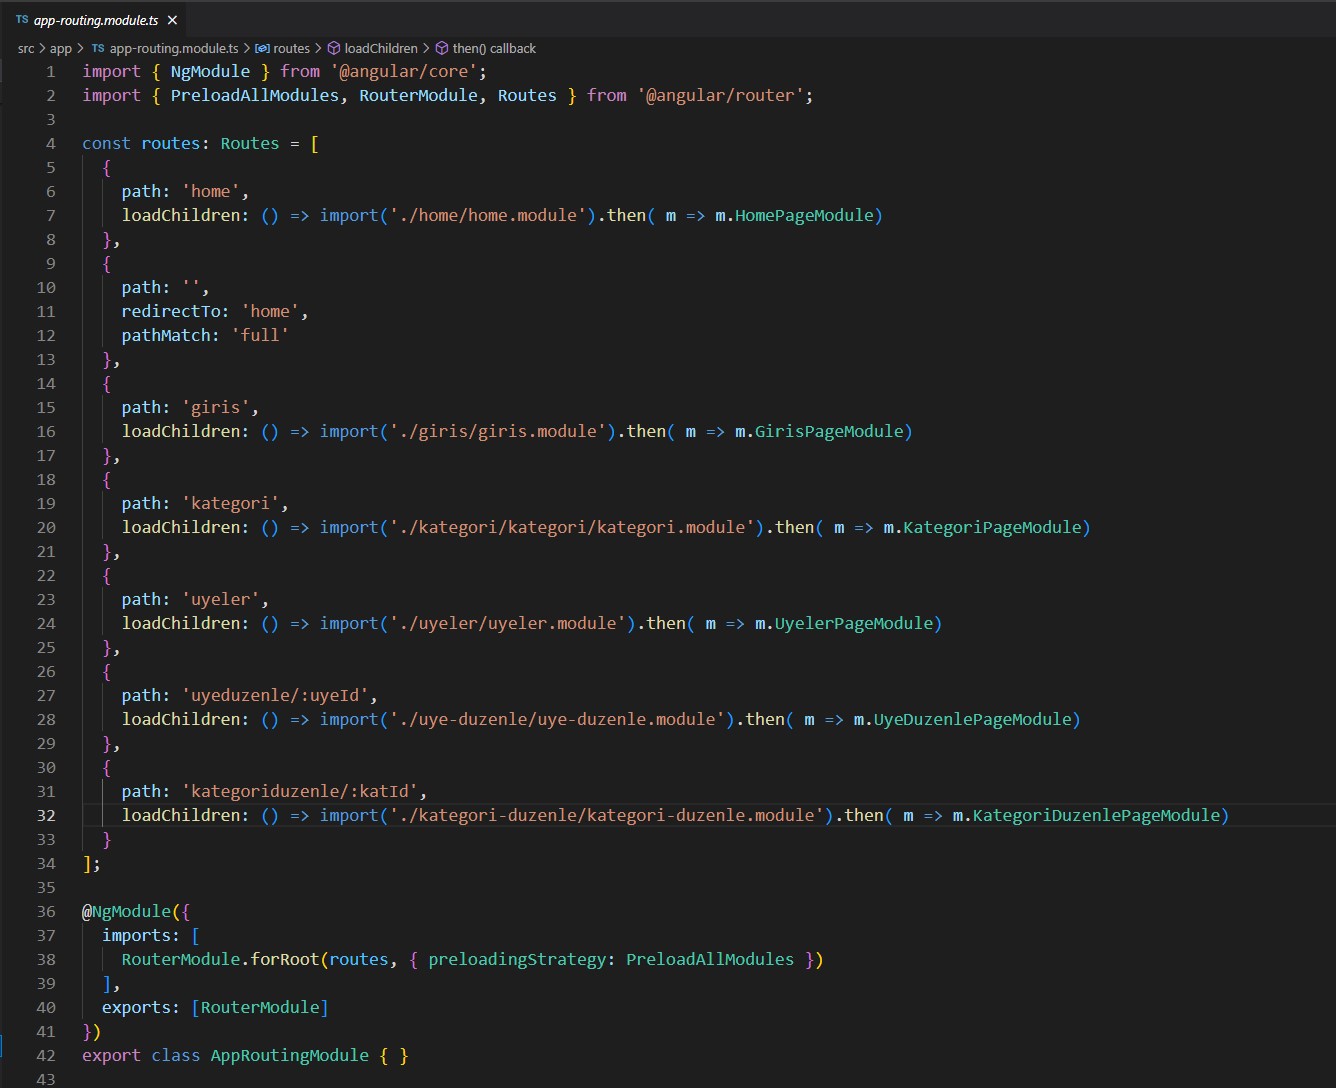 TS app-routing.module.ts ×
src > app > TS app-routing.module.ts > routes > loadChildren > then() callback
1 import { NgModule } from '@angular/core';
2 import { PreloadAllModules, RouterModule, Routes } from '@angular/router';
3
4 const routes: Routes = [
5   {
6     path: 'home',
7     loadChildren: () => import('./home/home.module').then( m => m.HomePageModule)
8   },
9   {
10     path: '',
11     redirectTo: 'home',
12     pathMatch: 'full'
13   },
14   {
15     path: 'giris',
16     loadChildren: () => import('./giris/giris.module').then( m => m.GirisPageModule)
17   },
18   {
19     path: 'kategori',
20     loadChildren: () => import('./kategori/kategori/kategori.module').then( m => m.KategoriPageModule)
21   },
22   {
23     path: 'uyeler',
24     loadChildren: () => import('./uyeler/uyeler.module').then( m => m.UyelerPageModule)
25   },
26   {
27     path: 'uyeduzenle/:uyeId',
28     loadChildren: () => import('./uye-duzenle/uye-duzenle.module').then( m => m.UyeDuzenlePageModule)
29   },
30   {
31     path: 'kategoriduzenle/:katId',
32     loadChildren: () => import('./kategori-duzenle/kategori-duzenle.module').then( m => m.KategoriDuzenlePageModule)
33   }
34 ];
35
36 @NgModule({
37   imports: [
38     RouterModule.forRoot(routes, { preloadingStrategy: PreloadAllModules })
39   ],
40   exports: [RouterModule]
41 })
42 export class AppRoutingModule { }
43